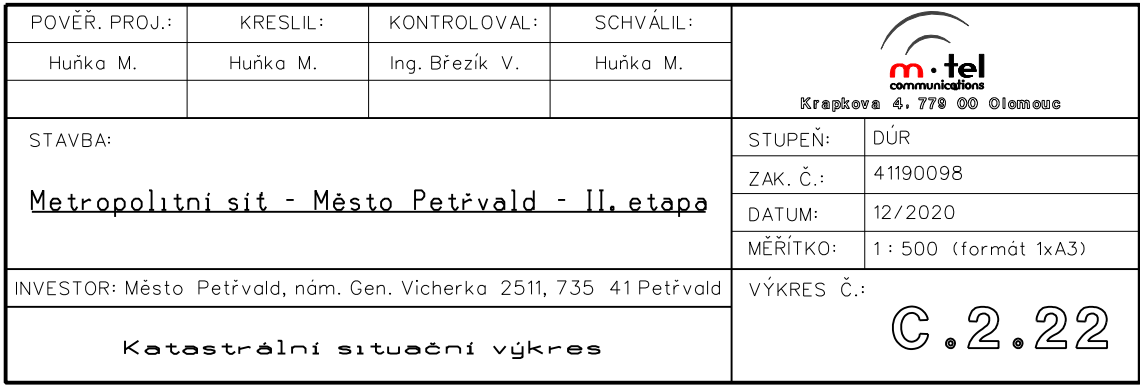 POVĚŘ. PROJ.: KRESLIL: KONTROLOVAL: SCHVÁLIL:
Huňka M. Huňka M. Ing. Březík V. Huňka M.
m·tel
communications
Krapkova 4, 779 00 Olomouc
STAVBA:
Metropolitní síť - Město Petřvald - II. etapa
STUPEŇ: DÚR
ZAK. Č.: 41190098
DATUM: 12/2020
MĚŘÍTKO: 1 : 500 (formát 1xA3)
INVESTOR: Město Petřvald, nám. Gen. Vicherka 2511, 735 41 Petřvald
Katastrální situační výkres
VÝKRES Č.:
C.2.22